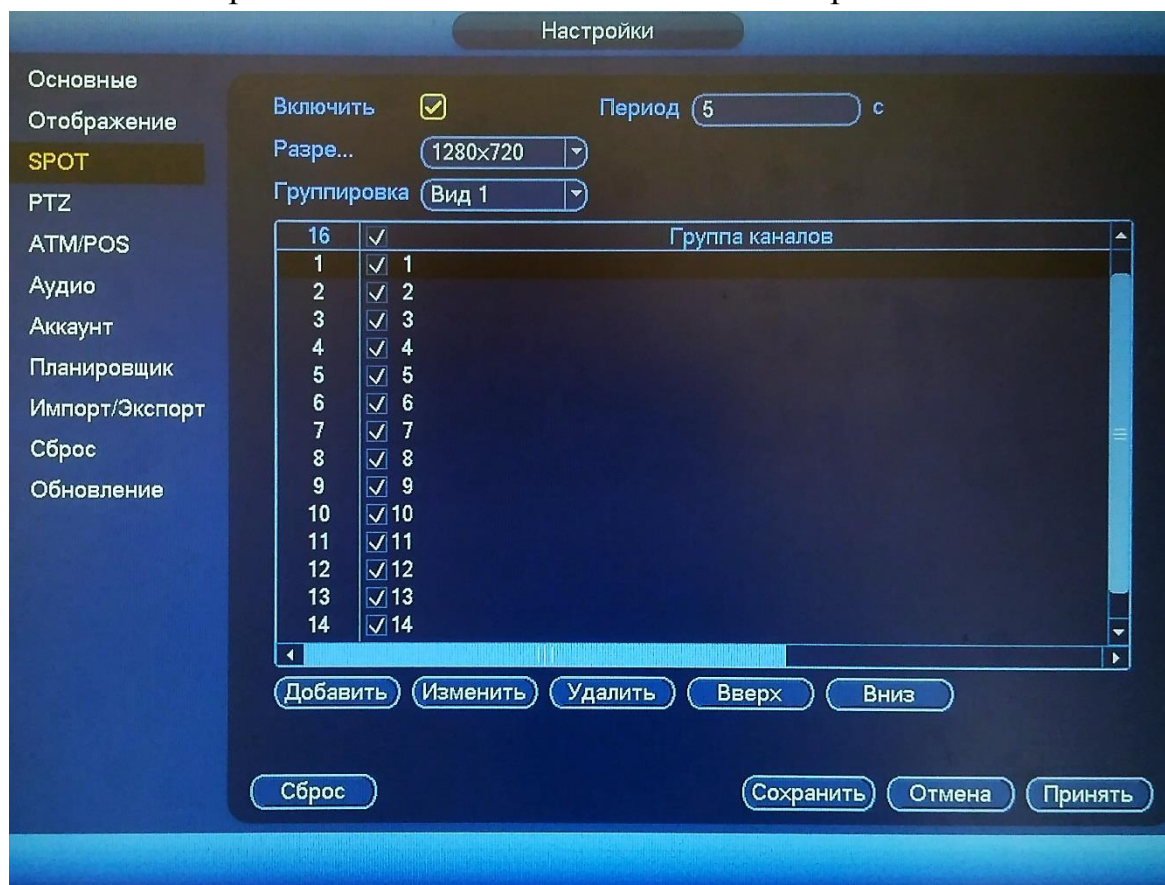 Настройки
Основные
Отображение
SPOT
PTZ
ATM/POS
Аудио
Аккаунт
Планировщик
Импорт/Экспорт
Сброс
Обновление
Включить Период 5 с
Разре... 1280x720
Группировка Вид 1
16 Группа каналов
1 1
2 2
3 3
4 4
5 5
6 6
7 7
8 8
9 9
10 10
11 11
12 12
13 13
14 14
Добавить Изменить Удалить Вверх Вниз
Сброс Сохранить Отмена Принять